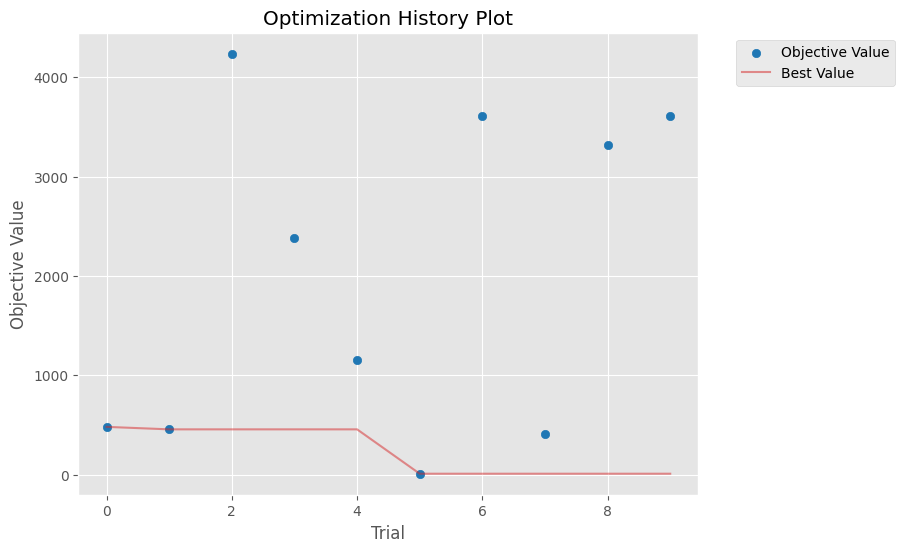 Optimization History Plot
Objective Value
Best Value
Objective Value
4000
3000
2000
1000
0
0
2
4
6
8
Trial